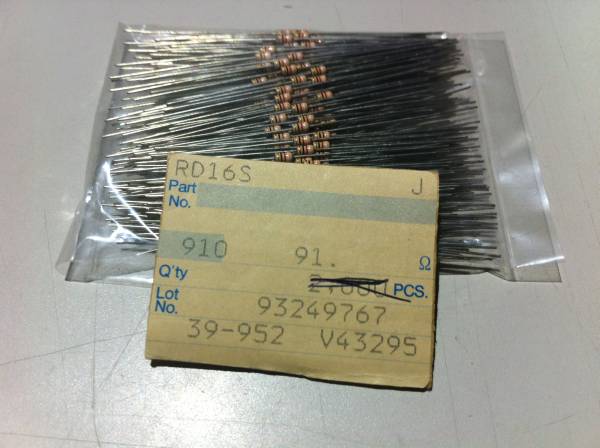 RD16S J
Part
No.
910 91. Ω
Q'ty PCS.
Lot
No. 93249767
39-952 V43295